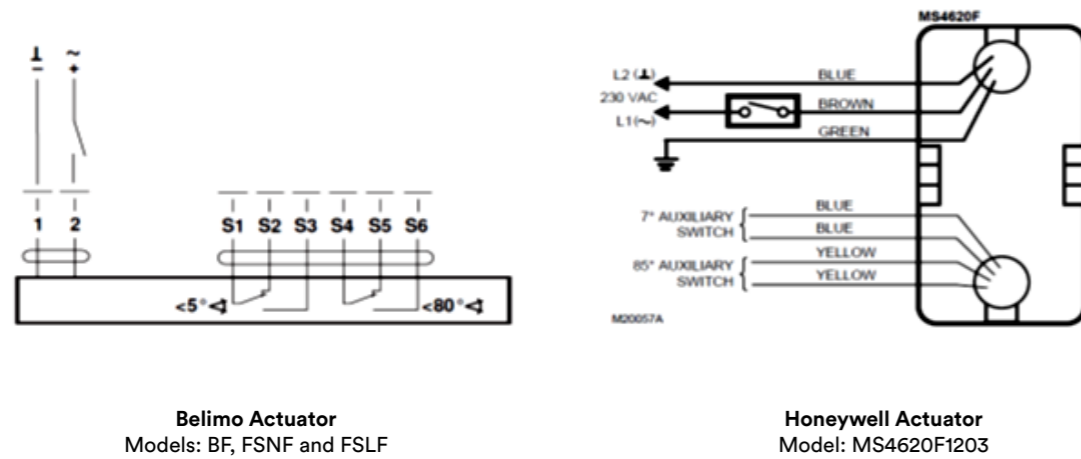 ⊥ ~
- +
1 2
S1 S2 S3 S4 S5 S6
<5° <80°
Belimo Actuator
Models: BF, FSNF and FSLF
MS4620F
L2 (⊥)
BLUE
230 VAC
BROWN
L1 (~)
GREEN
BLUE
7° AUXILIARY
SWITCH
BLUE
YELLOW
85° AUXILIARY
SWITCH
YELLOW
M20057A
Honeywell Actuator
Model: MS4620F1203